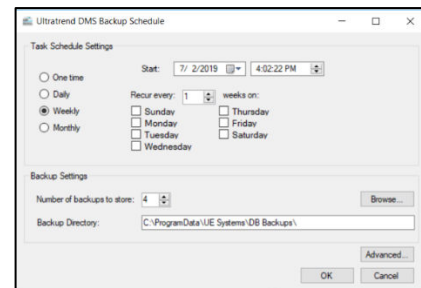 Ultratrend DMS Backup Schedule
Task Schedule Settings
Start: 7/ 2/2019 4:02:22 PM
One time
Daily
Weekly
Monthly
Recur every: 1 weeks on:
Sunday Thursday
Monday Friday
Tuesday Saturday
Wednesday
Backup Settings
Number of backups to store: 4 Browse...
Backup Directory: C:\ProgramData\UE Systems\DB Backups\
Advanced...
OK Cancel